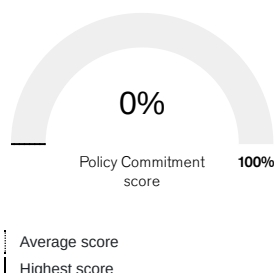 0%
Policy Commitment 100%
score
Average score
Highest score